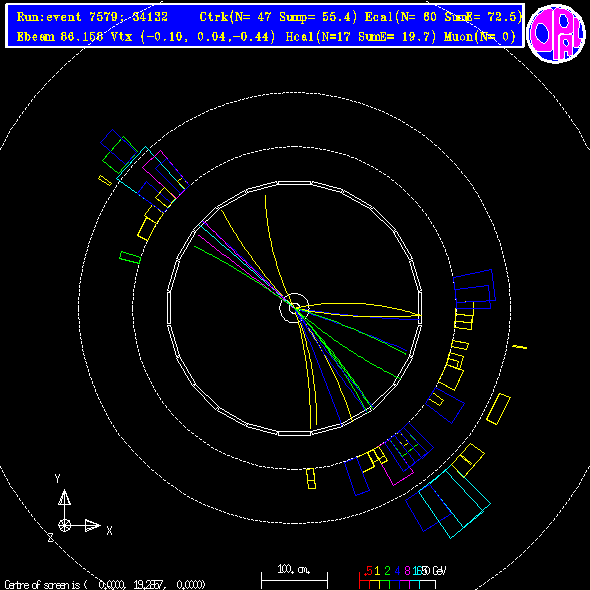 Run:event 7579; 34132 Ctrk(N= 47 Sump= 55.4) Ecal(N= 60 SumE= 72.5)
Ebeam 86.158 Vtx (-0.10, 0.04,-0.44) Hcal(N=17 SumE= 19.7) Muon(N= 0)
OPAL
Y
X
Z
100. cm.
.5 1 2 4 8 1650 GeV
Centre of screen is ( 0.0000, 19.2857, 0.0000)